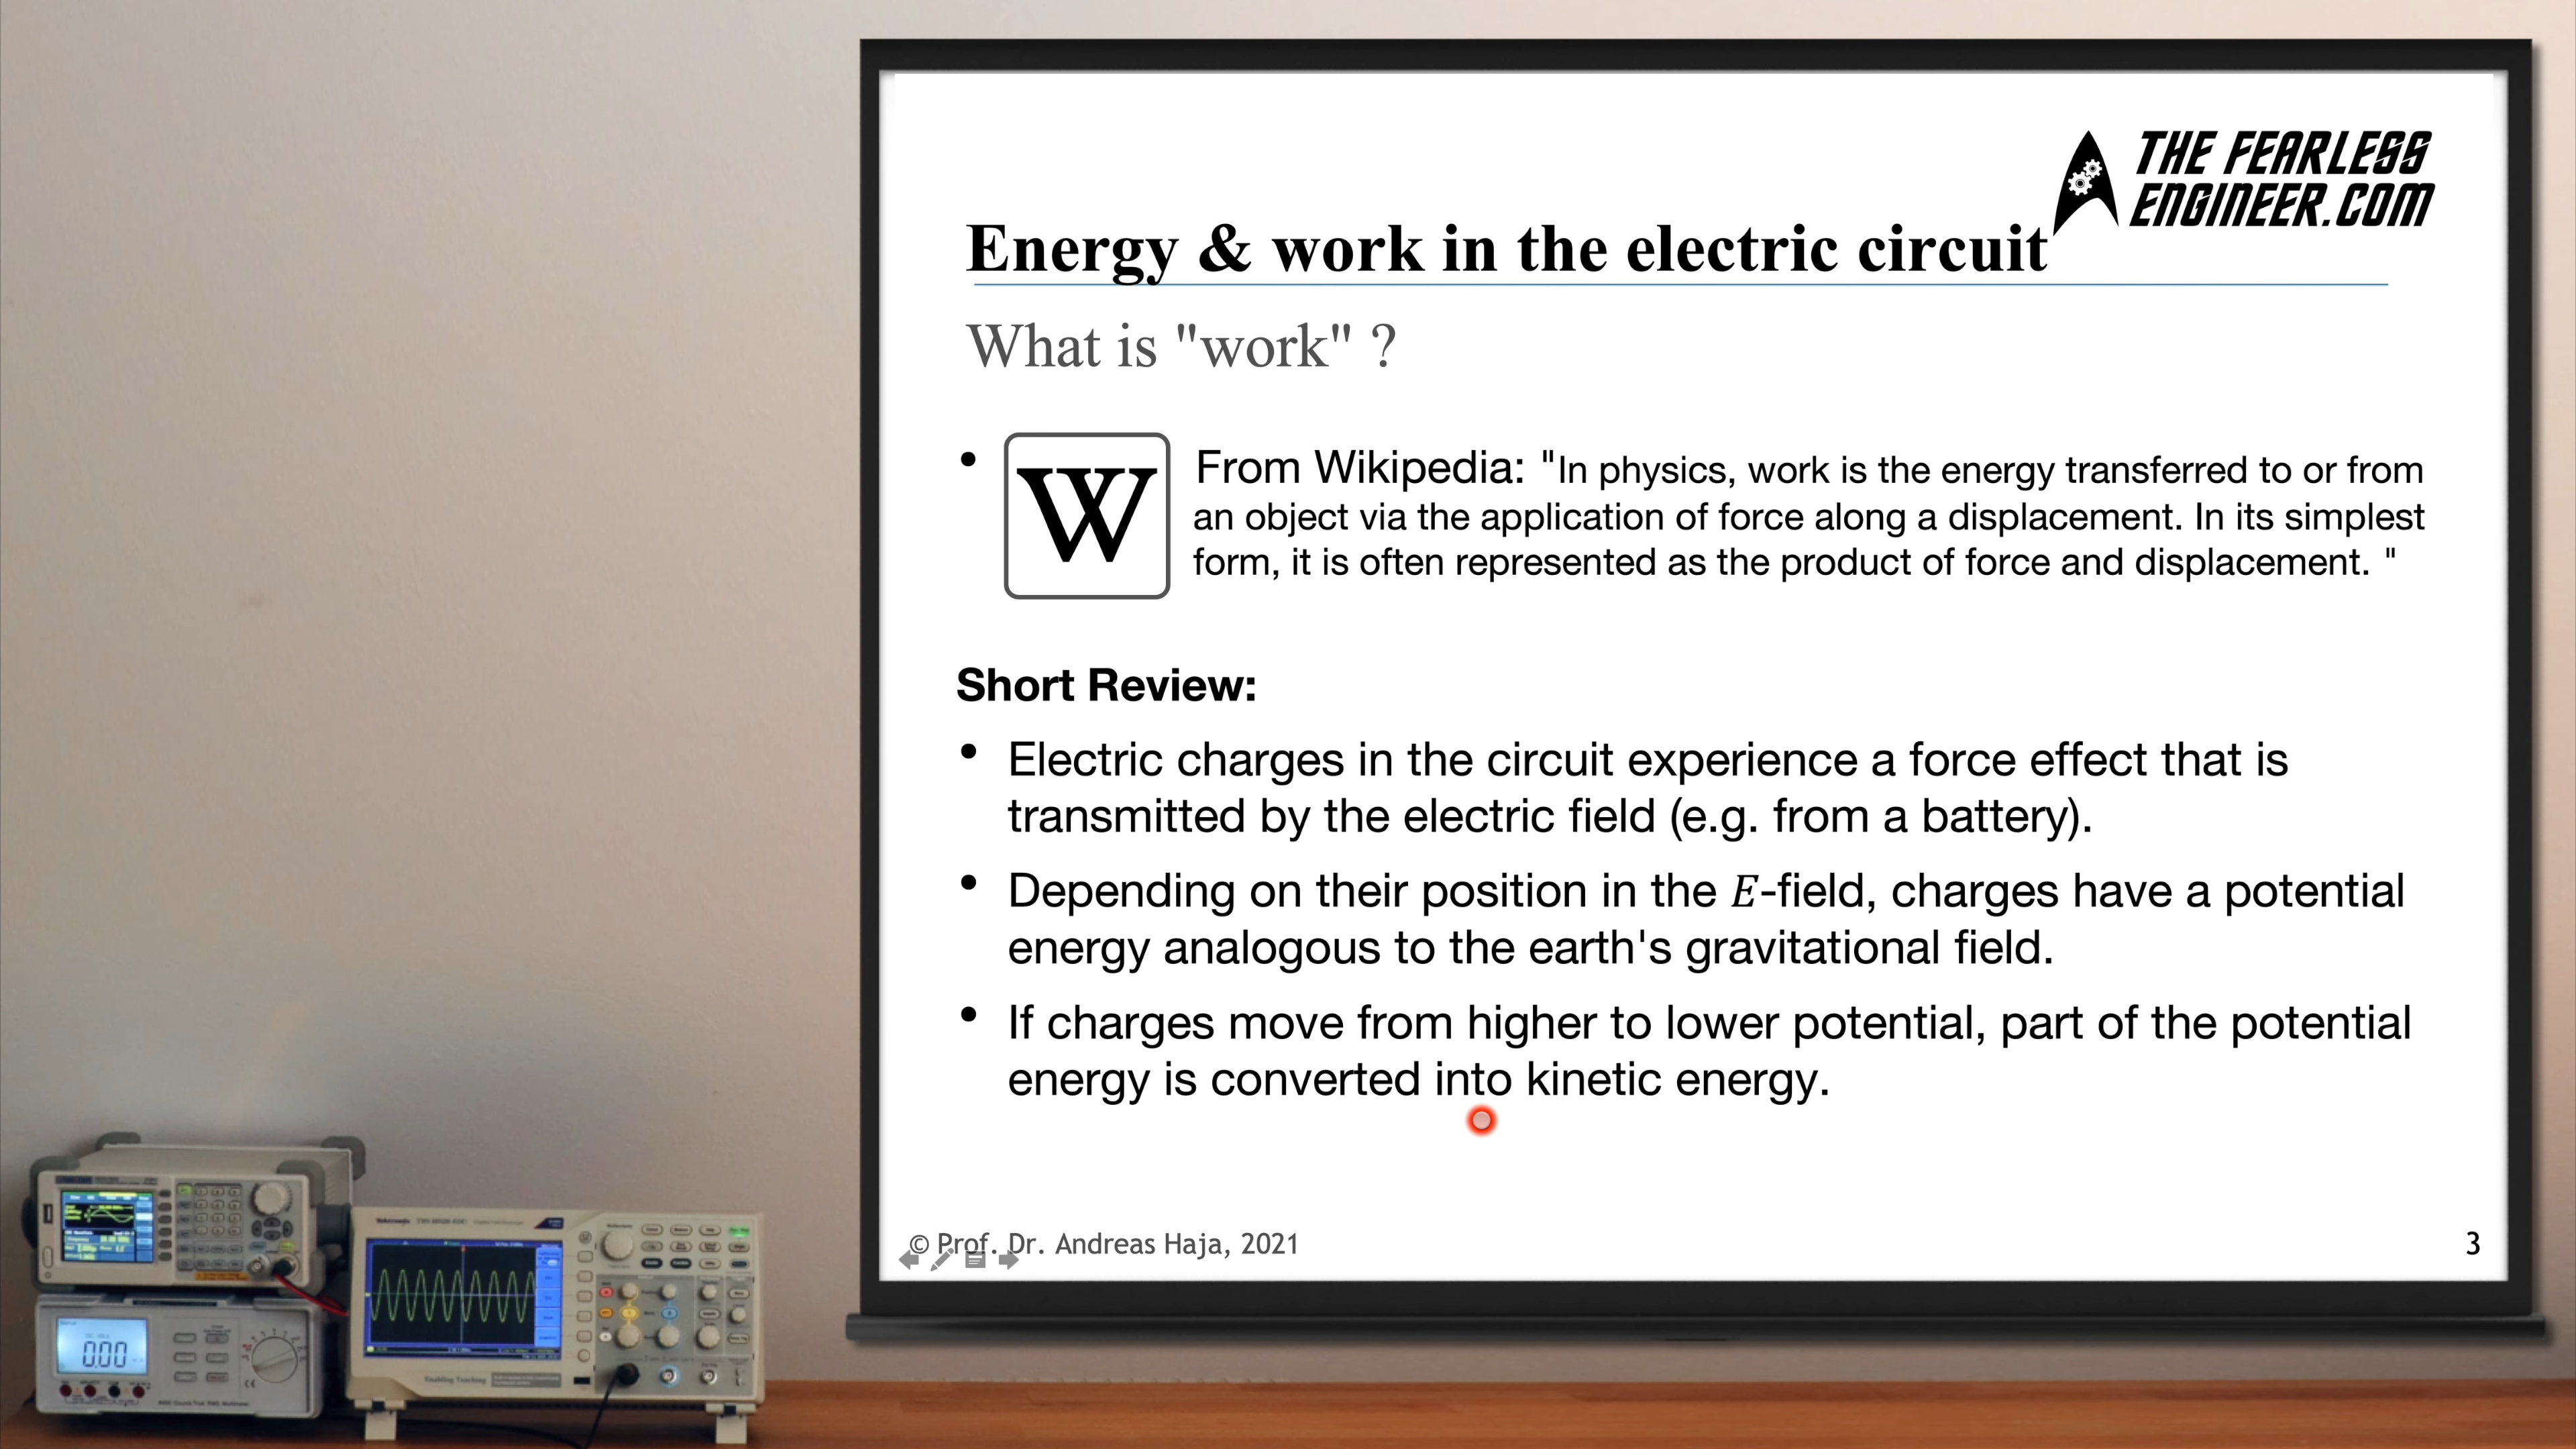 THE FEARLESS
ENGINEER.COM
Energy & work in the electric circuit
What is "work" ?
• W From Wikipedia: "In physics, work is the energy transferred to or from
an object via the application of force along a displacement. In its simplest
form, it is often represented as the product of force and displacement. "
Short Review:
• Electric charges in the circuit experience a force effect that is
transmitted by the electric field (e.g. from a battery).
• Depending on their position in the E-field, charges have a potential
energy analogous to the earth's gravitational field.
• If charges move from higher to lower potential, part of the potential
energy is converted into kinetic energy.
© Prof. Dr. Andreas Haja, 2021
3
Tektronix
0.00
Enabling Teaching